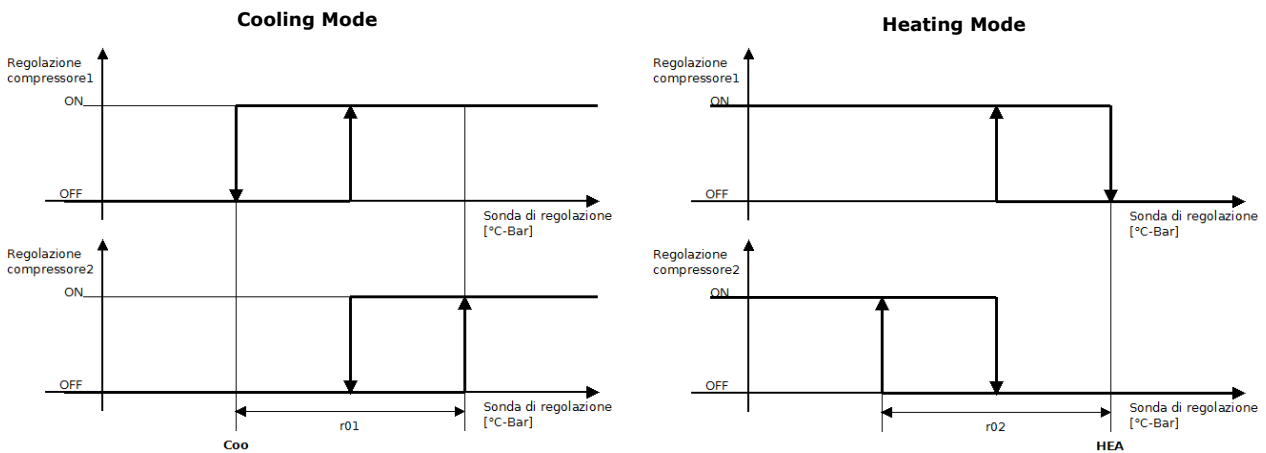 Cooling Mode
Regolazione
compressore1
ON
OFF
Sonda di regolazione
[°C-Bar]
Regolazione
compressore2
ON
OFF
Sonda di regolazione
[°C-Bar]
r01
Coo
Heating Mode
Regolazione
compressore1
ON
OFF
Sonda di regolazione
[°C-Bar]
Regolazione
compressore2
ON
OFF
Sonda di regolazione
[°C-Bar]
r02
HEA